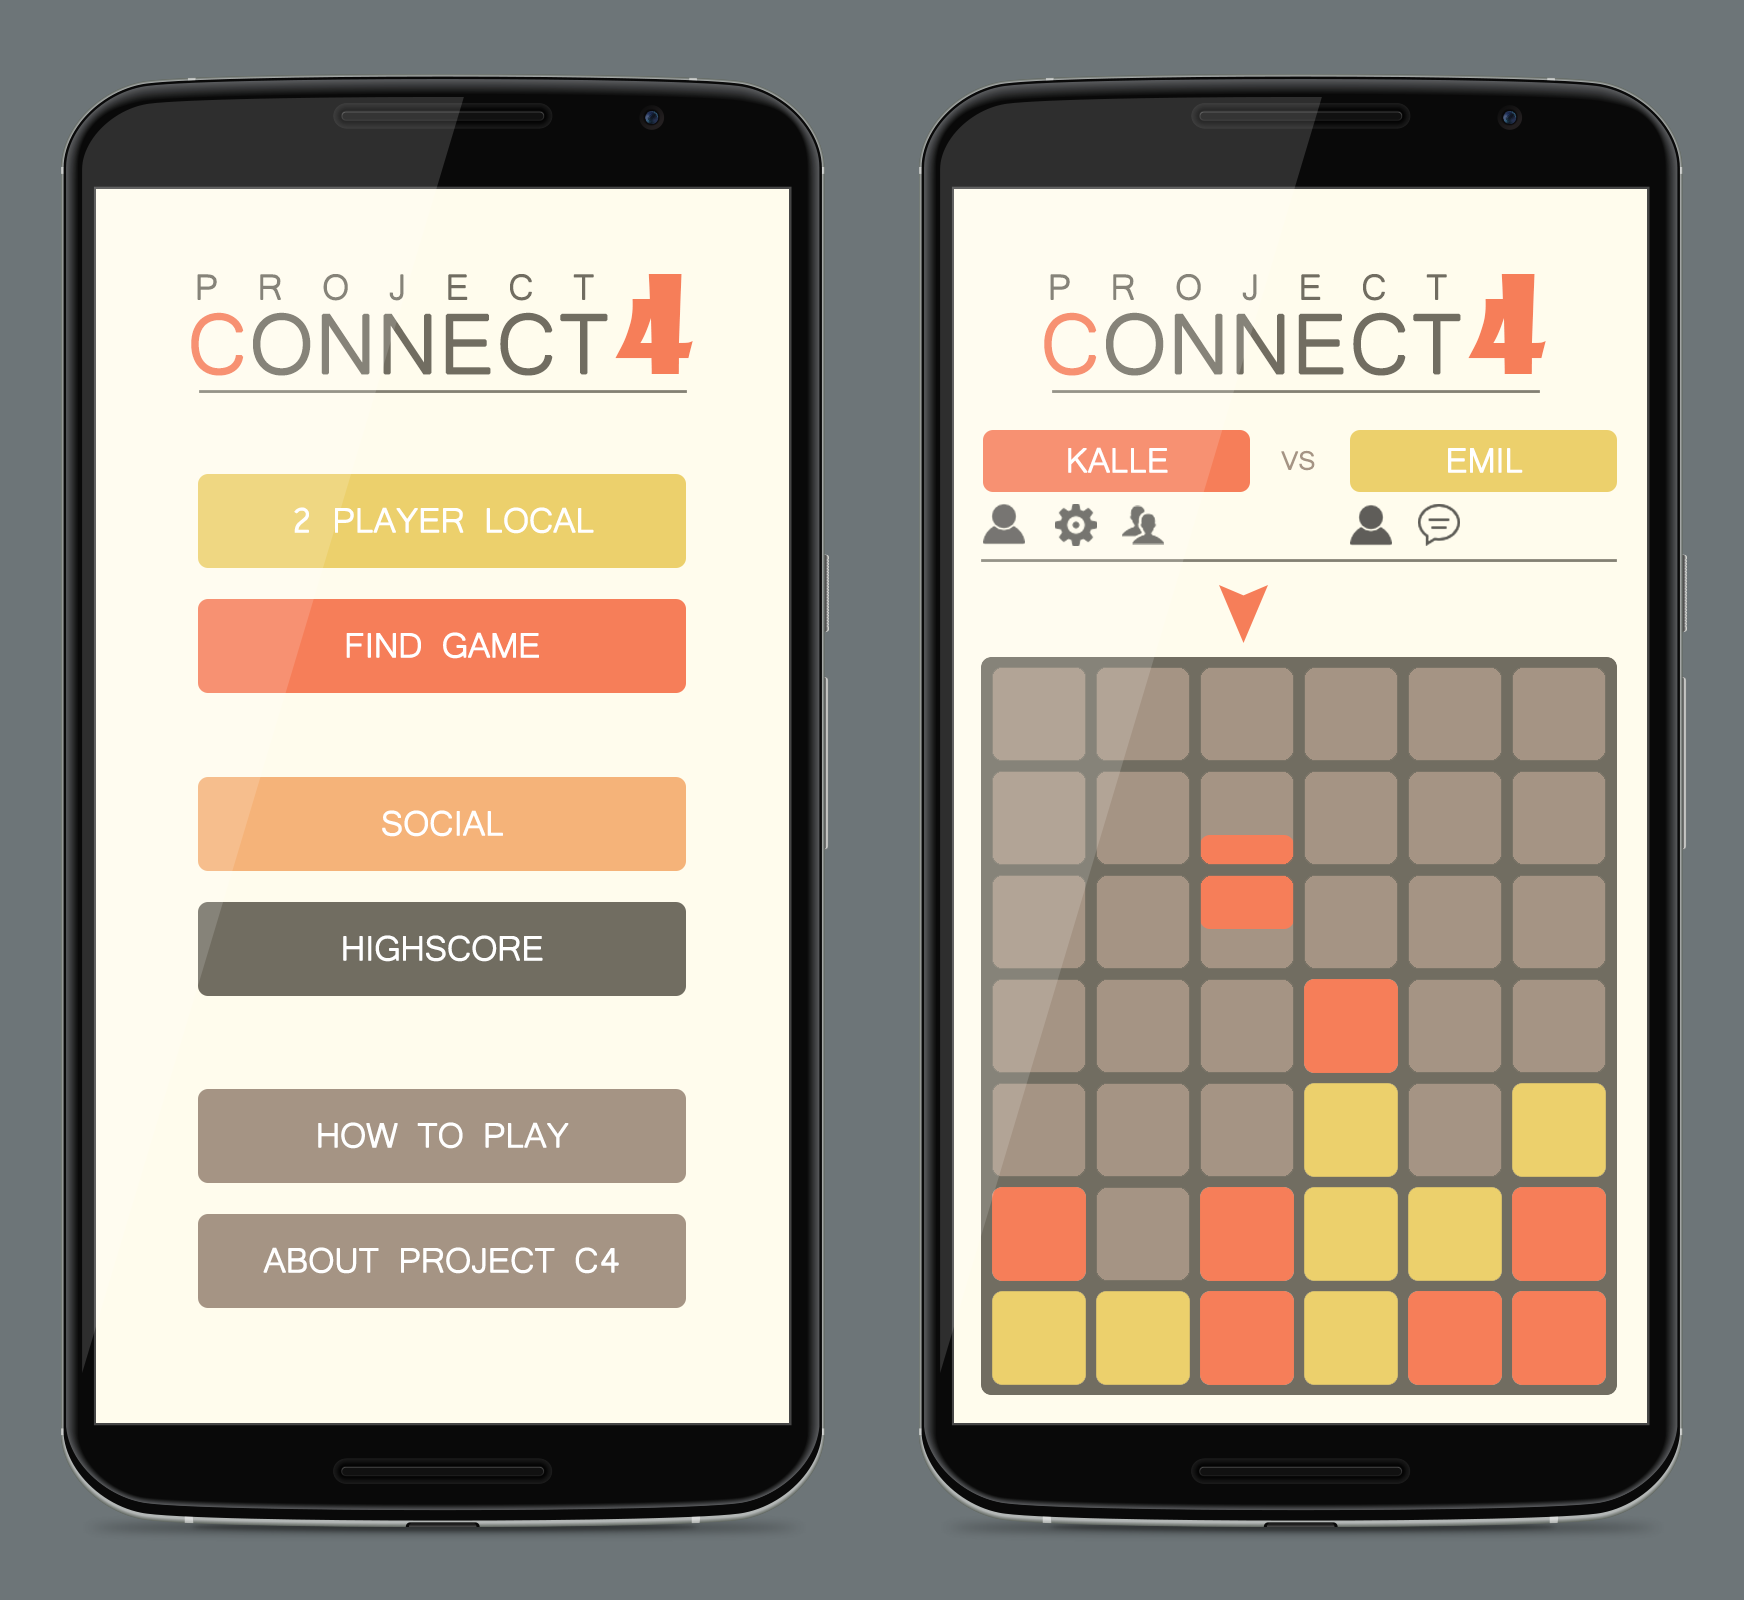 PROJECT
CONNECT4
2 PLAYER LOCAL
FIND GAME
SOCIAL
HIGHSCORE
HOW TO PLAY
ABOUT PROJECT C4
PROJECT
CONNECT4
KALLE VS EMIL